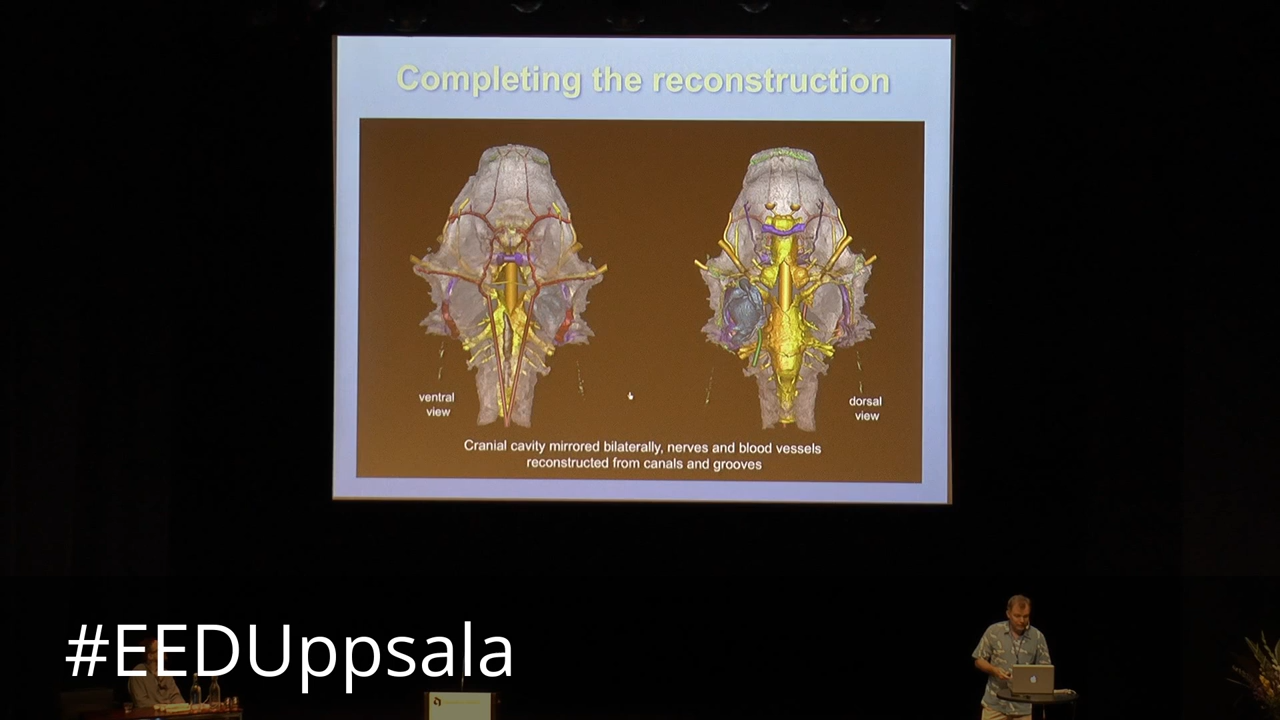 Completing the reconstruction
ventral
view
dorsal
view
Cranial cavity mirrored bilaterally, nerves and blood vessels
reconstructed from canals and grooves
#EEDUppsala